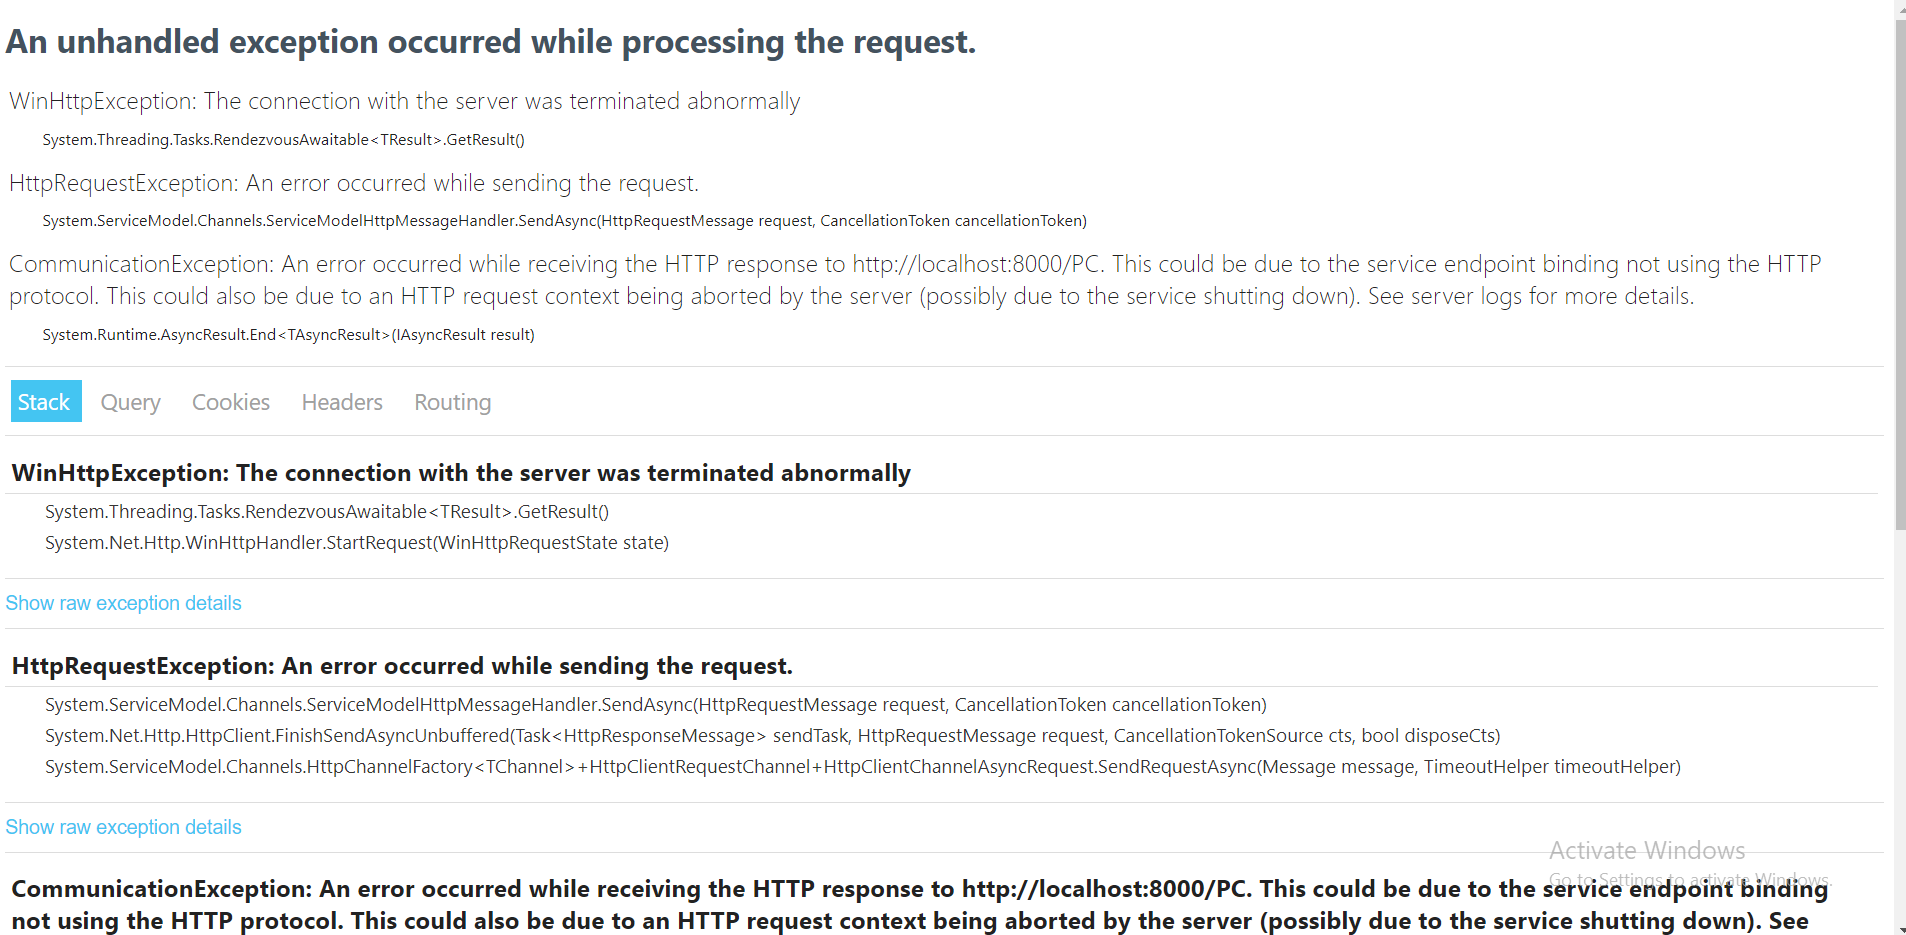 An unhandled exception occurred while processing the request.
WinHttpException: The connection with the server was terminated abnormally
System.Threading.Tasks.RendezvousAwaitable<TResult>.GetResult()
HttpRequestException: An error occurred while sending the request.
System.ServiceModel.Channels.ServiceModelHttpMessageHandler.SendAsync(HttpRequestMessage request, CancellationToken cancellationToken)
CommunicationException: An error occurred while receiving the HTTP response to http://localhost:8000/PC. This could be due to the service endpoint binding not using the HTTP
protocol. This could also be due to an HTTP request context being aborted by the server (possibly due to the service shutting down). See server logs for more details.
System.Runtime.AsyncResult.End<TAsyncResult>(IAsyncResult result)
Stack Query Cookies Headers Routing
WinHttpException: The connection with the server was terminated abnormally
System.Threading.Tasks.RendezvousAwaitable<TResult>.GetResult()
System.Net.Http.WinHttpHandler.StartRequest(WinHttpRequestState state)
Show raw exception details
HttpRequestException: An error occurred while sending the request.
System.ServiceModel.Channels.ServiceModelHttpMessageHandler.SendAsync(HttpRequestMessage request, CancellationToken cancellationToken)
System.Net.Http.HttpClient.FinishSendAsyncUnbuffered(Task<HttpResponseMessage> sendTask, HttpRequestMessage request, CancellationTokenSource cts, bool disposeCts)
System.ServiceModel.Channels.HttpChannelFactory<TChannel>+HttpClientRequestChannel+HttpClientChannelAsyncRequest.SendRequestAsync(Message message, TimeoutHelper timeoutHelper)
Show raw exception details
Activate Windows
Go to Settings to activate Windows.
CommunicationException: An error occurred while receiving the HTTP response to http://localhost:8000/PC. This could be due to the service endpoint binding
not using the HTTP protocol. This could also be due to an HTTP request context being aborted by the server (possibly due to the service shutting down). See